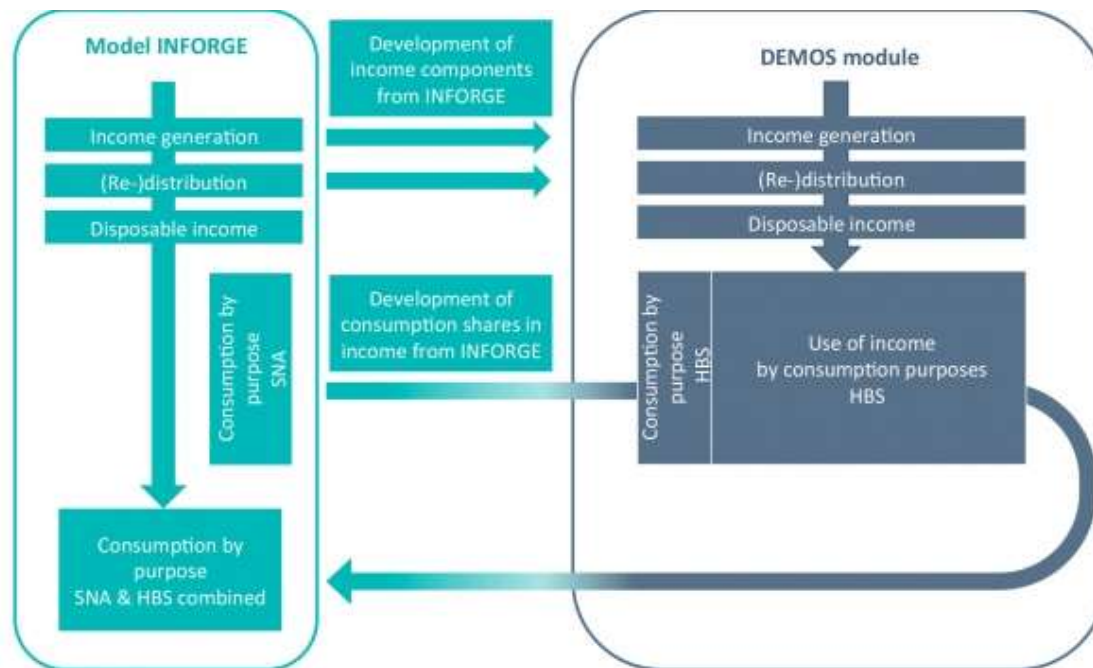 Model INFORGE
Income generation
(Re-)distribution
Disposable income
Consumption by
purpose
SNA
Consumption by
purpose
SNA & HBS combined
Development of
income components
from INFORGE
Development of
consumption shares in
income from INFORGE
DEMOS module
Income generation
(Re-)distribution
Disposable income
Consumption by
purpose
HBS
Use of income
by consumption purposes
HBS